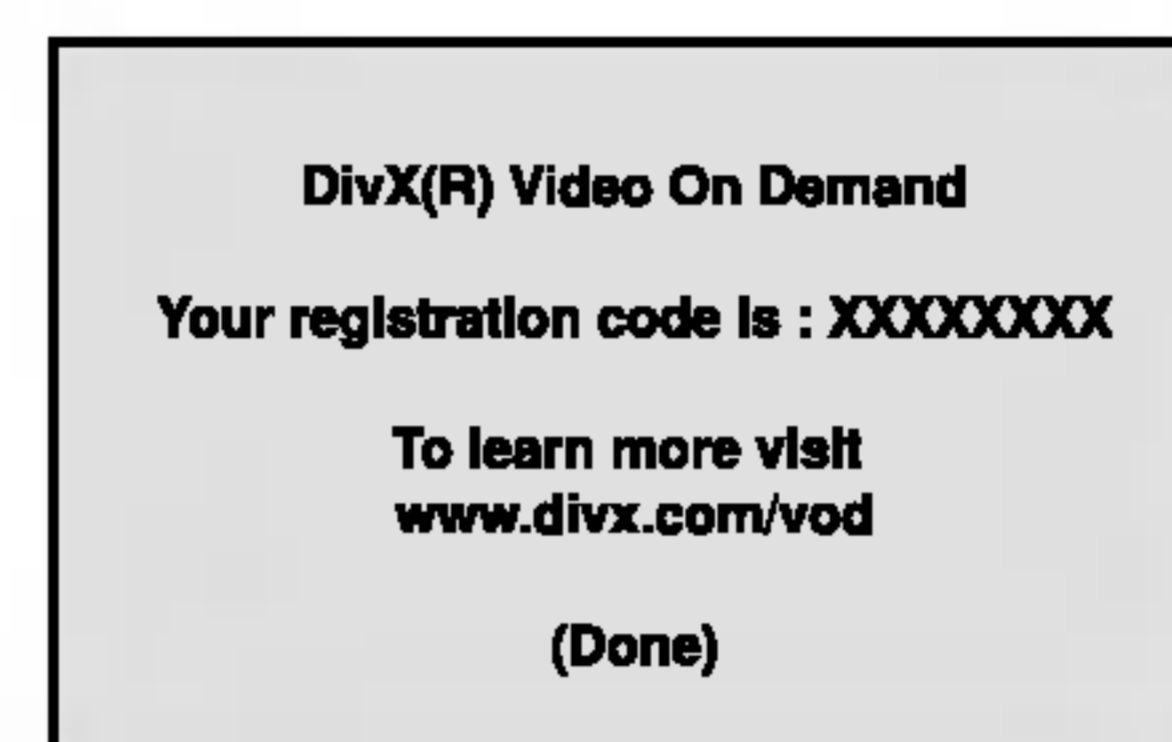 DivX(R) Video On Demand
Your registration code is : XXXXXXXX
To learn more visit
www.divx.com/vod
(Done)